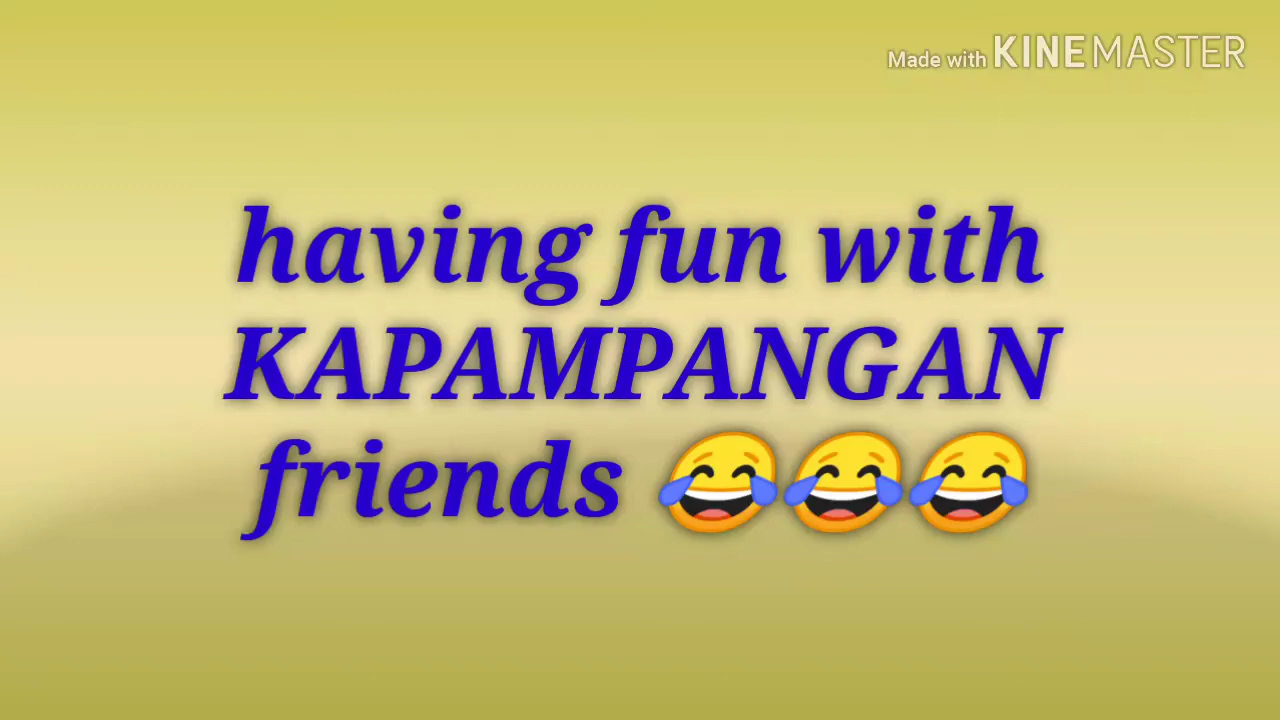 Made with KINEMASTER
having fun with
KAPAMPANGAN
friends 😂😂😂